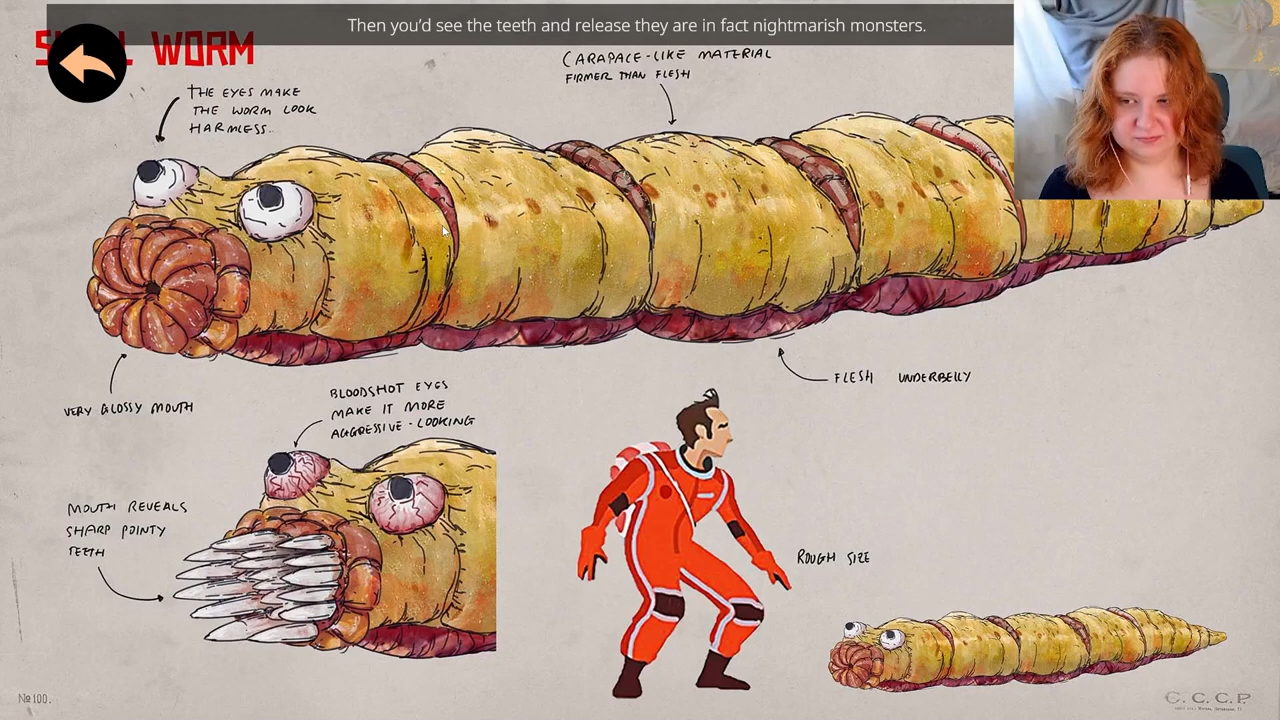 Then you’d see the teeth and release they are in fact nightmarish monsters.
WORM
THE EYES MAKE
THE WORM LOOK
HARMLESS..
CARAPACE-LIKE MATERIAL
FIRMER THAN FLESH
VERY GLOSSY MOUTH
BLOODSHOT EYES
MAKE IT MORE
AGGRESSIVE-LOOKING
FLESH UNDERBELLY
MOUTH REVEALS
SHARP POINTY
TEETH
ROUGH SIZE
№100.
C.C.C.P